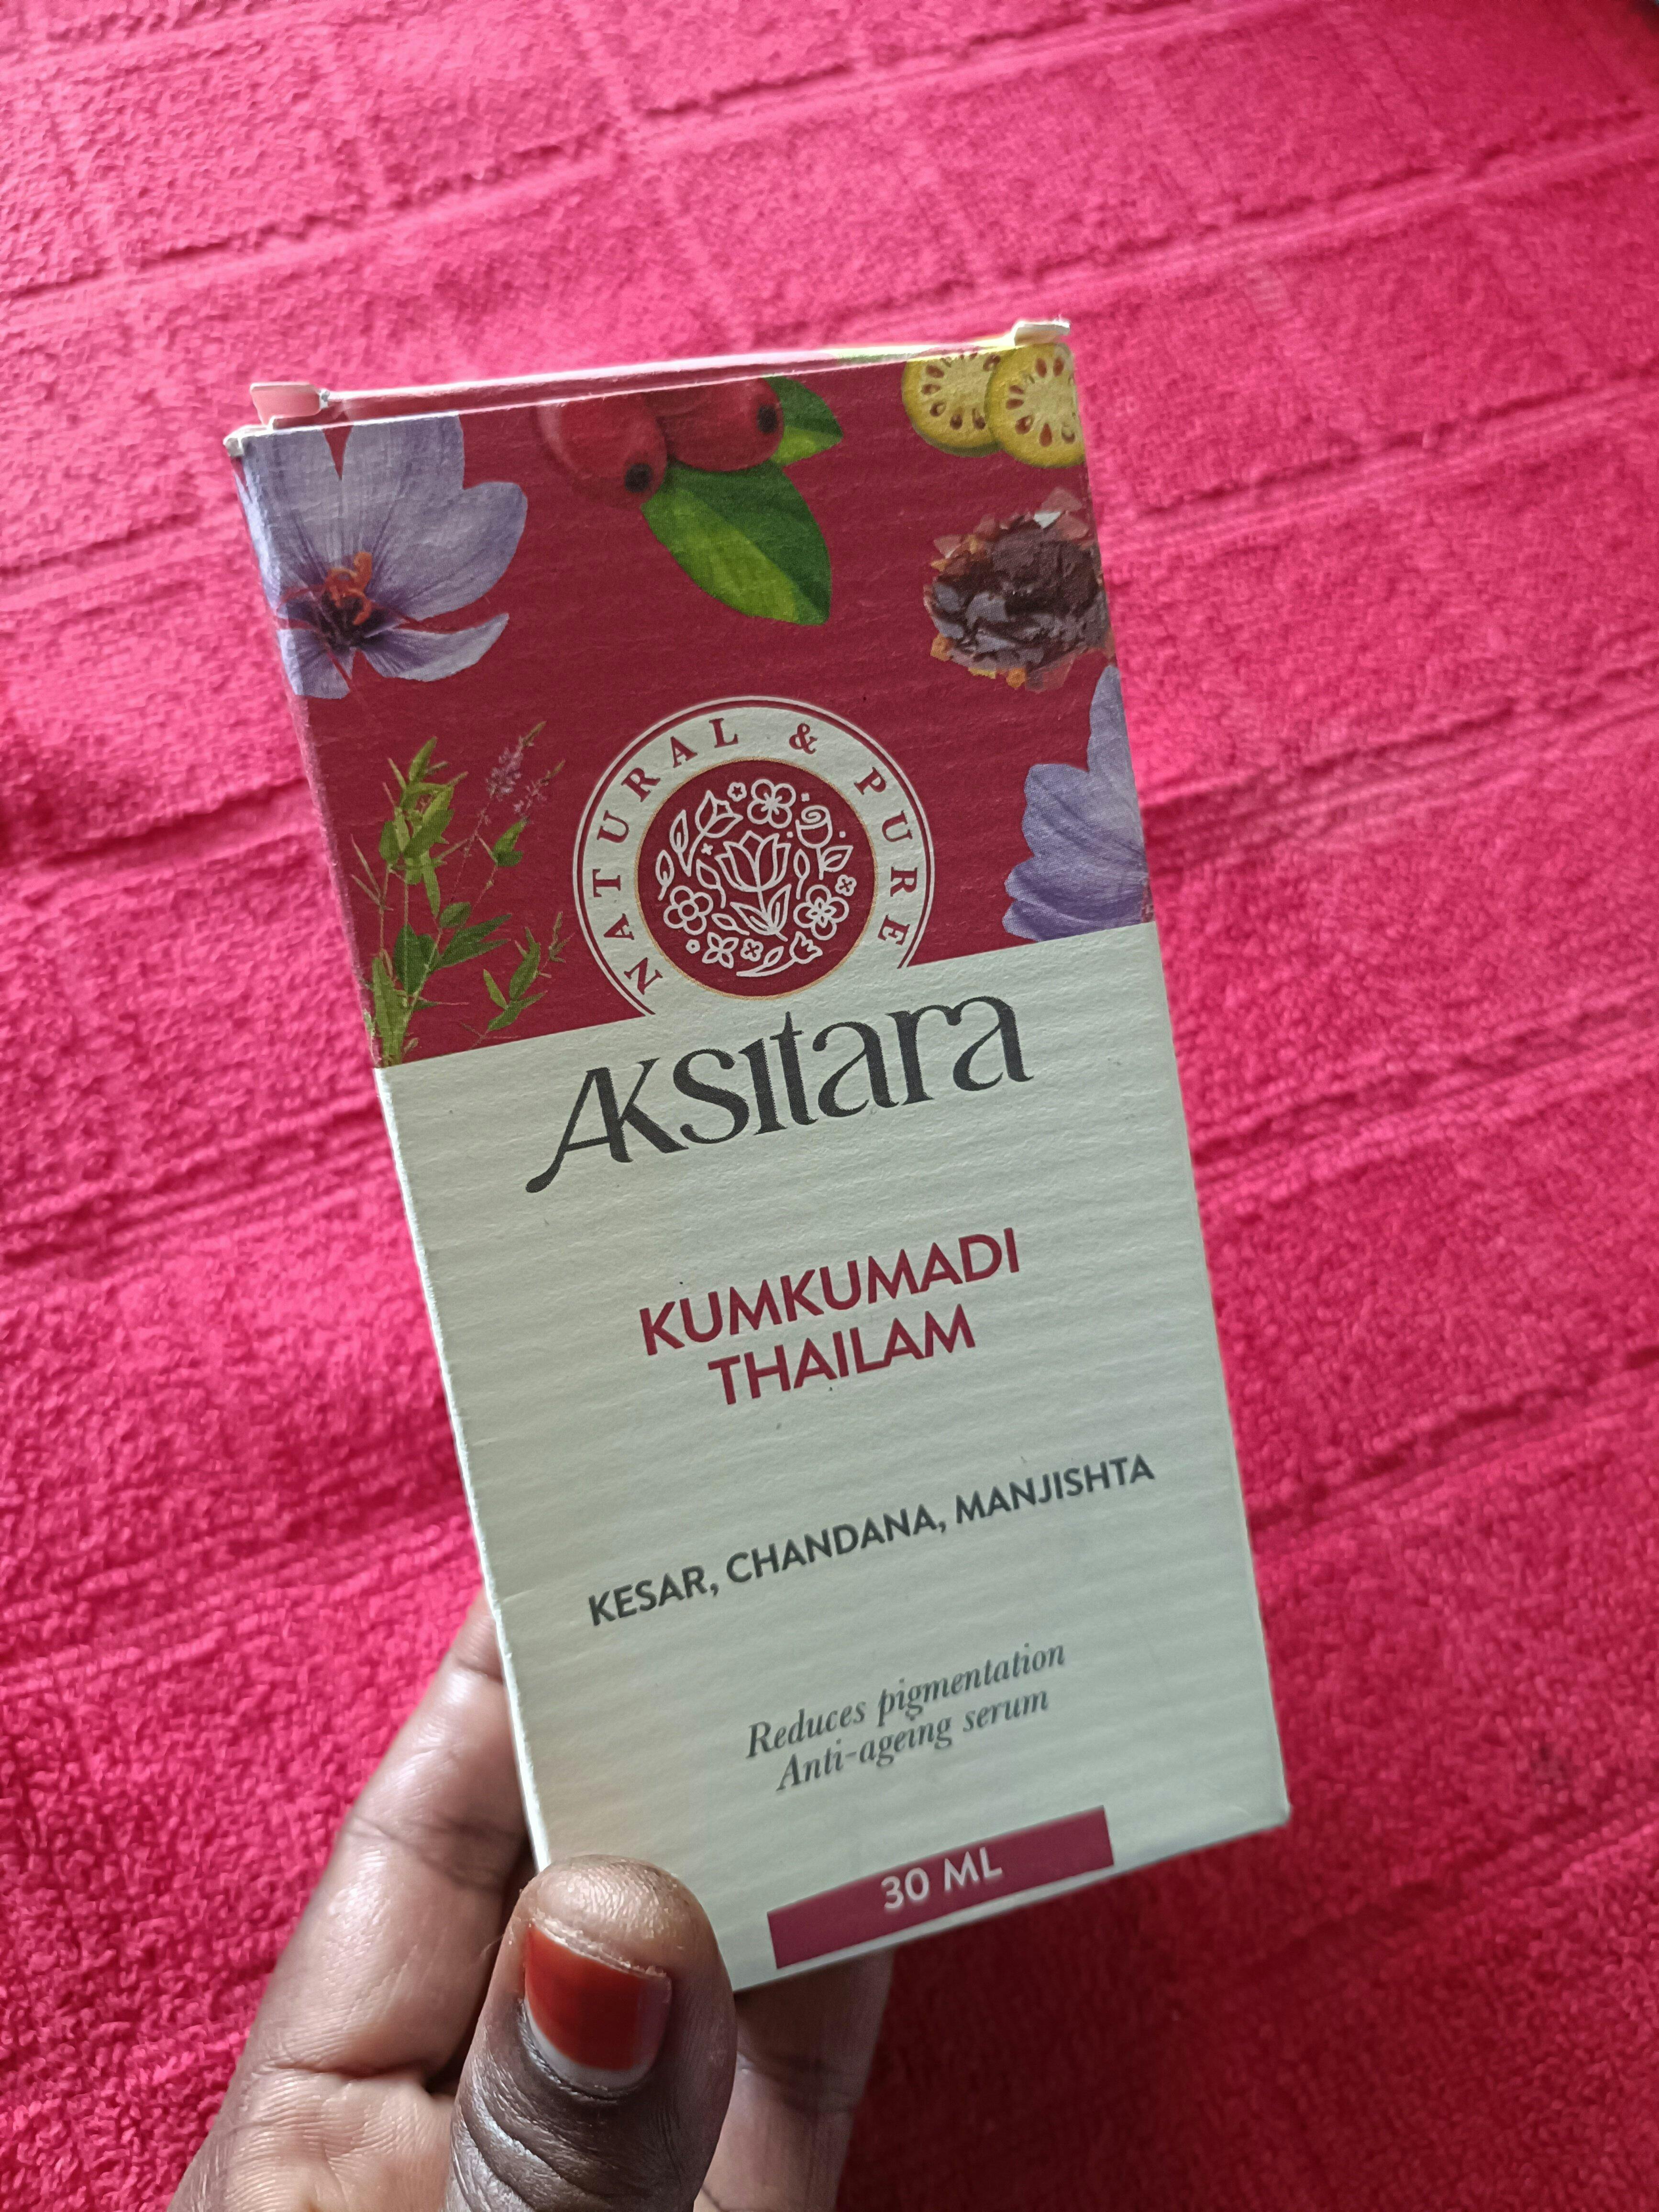 NATURAL & PURE
AKsitara
KUMKUMADI
THAILAM
KESAR, CHANDANA, MANJISHTA
Reduces pigmentation
Anti-ageing serum
30 ML